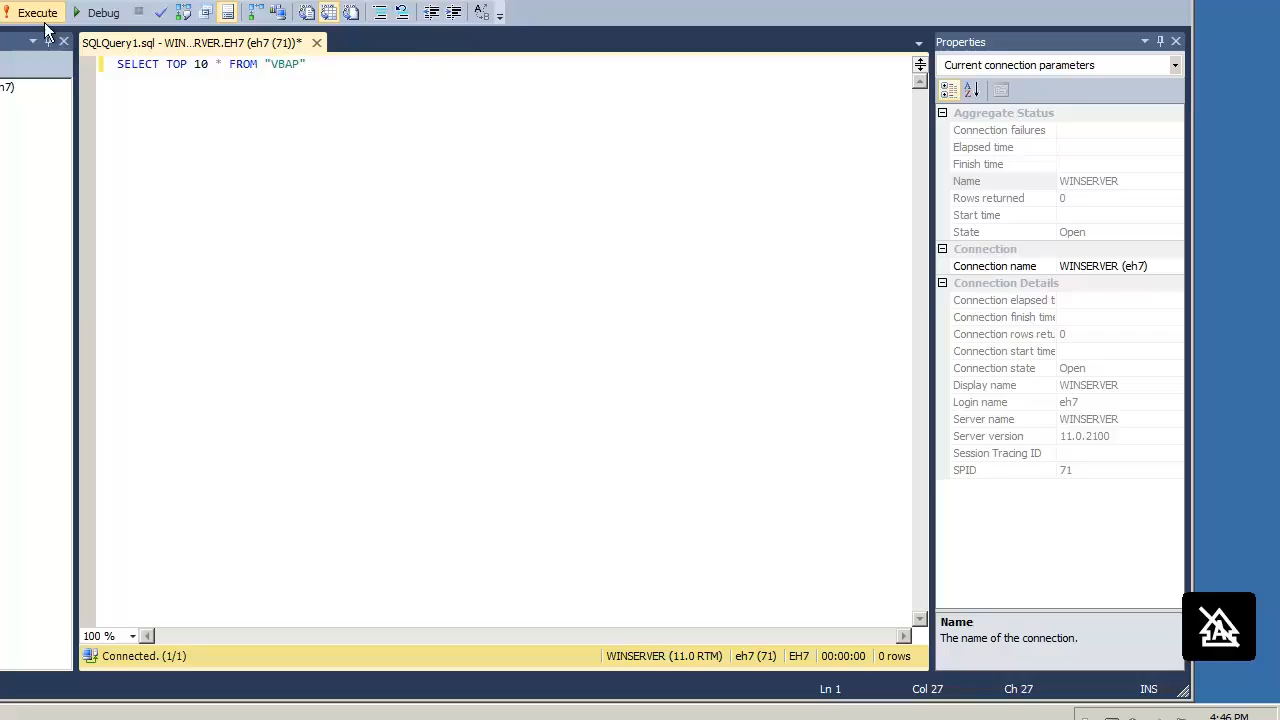 Execute Debug
SQLQuery1.sql - WIN...RVER.EH7 (eh7 (71))*
h7)
SELECT TOP 10 * FROM "VBAP"
100 %
Connected. (1/1)
WINSERVER (11.0 RTM) eh7 (71) EH7 00:00:00 0 rows
Properties
Current connection parameters
Aggregate Status
Connection failures
Elapsed time
Finish time
Name WINSERVER
Rows returned 0
Start time
State Open
Connection
Connection name WINSERVER (eh7)
Connection Details
Connection elapsed t
Connection finish time
Connection rows retu 0
Connection start time
Connection state Open
Display name WINSERVER
Login name eh7
Server name WINSERVER
Server version 11.0.2100
Session Tracing ID
SPID 71
Name
The name of the connection.
Ln 1 Col 27 Ch 27 INS
4:46 PM